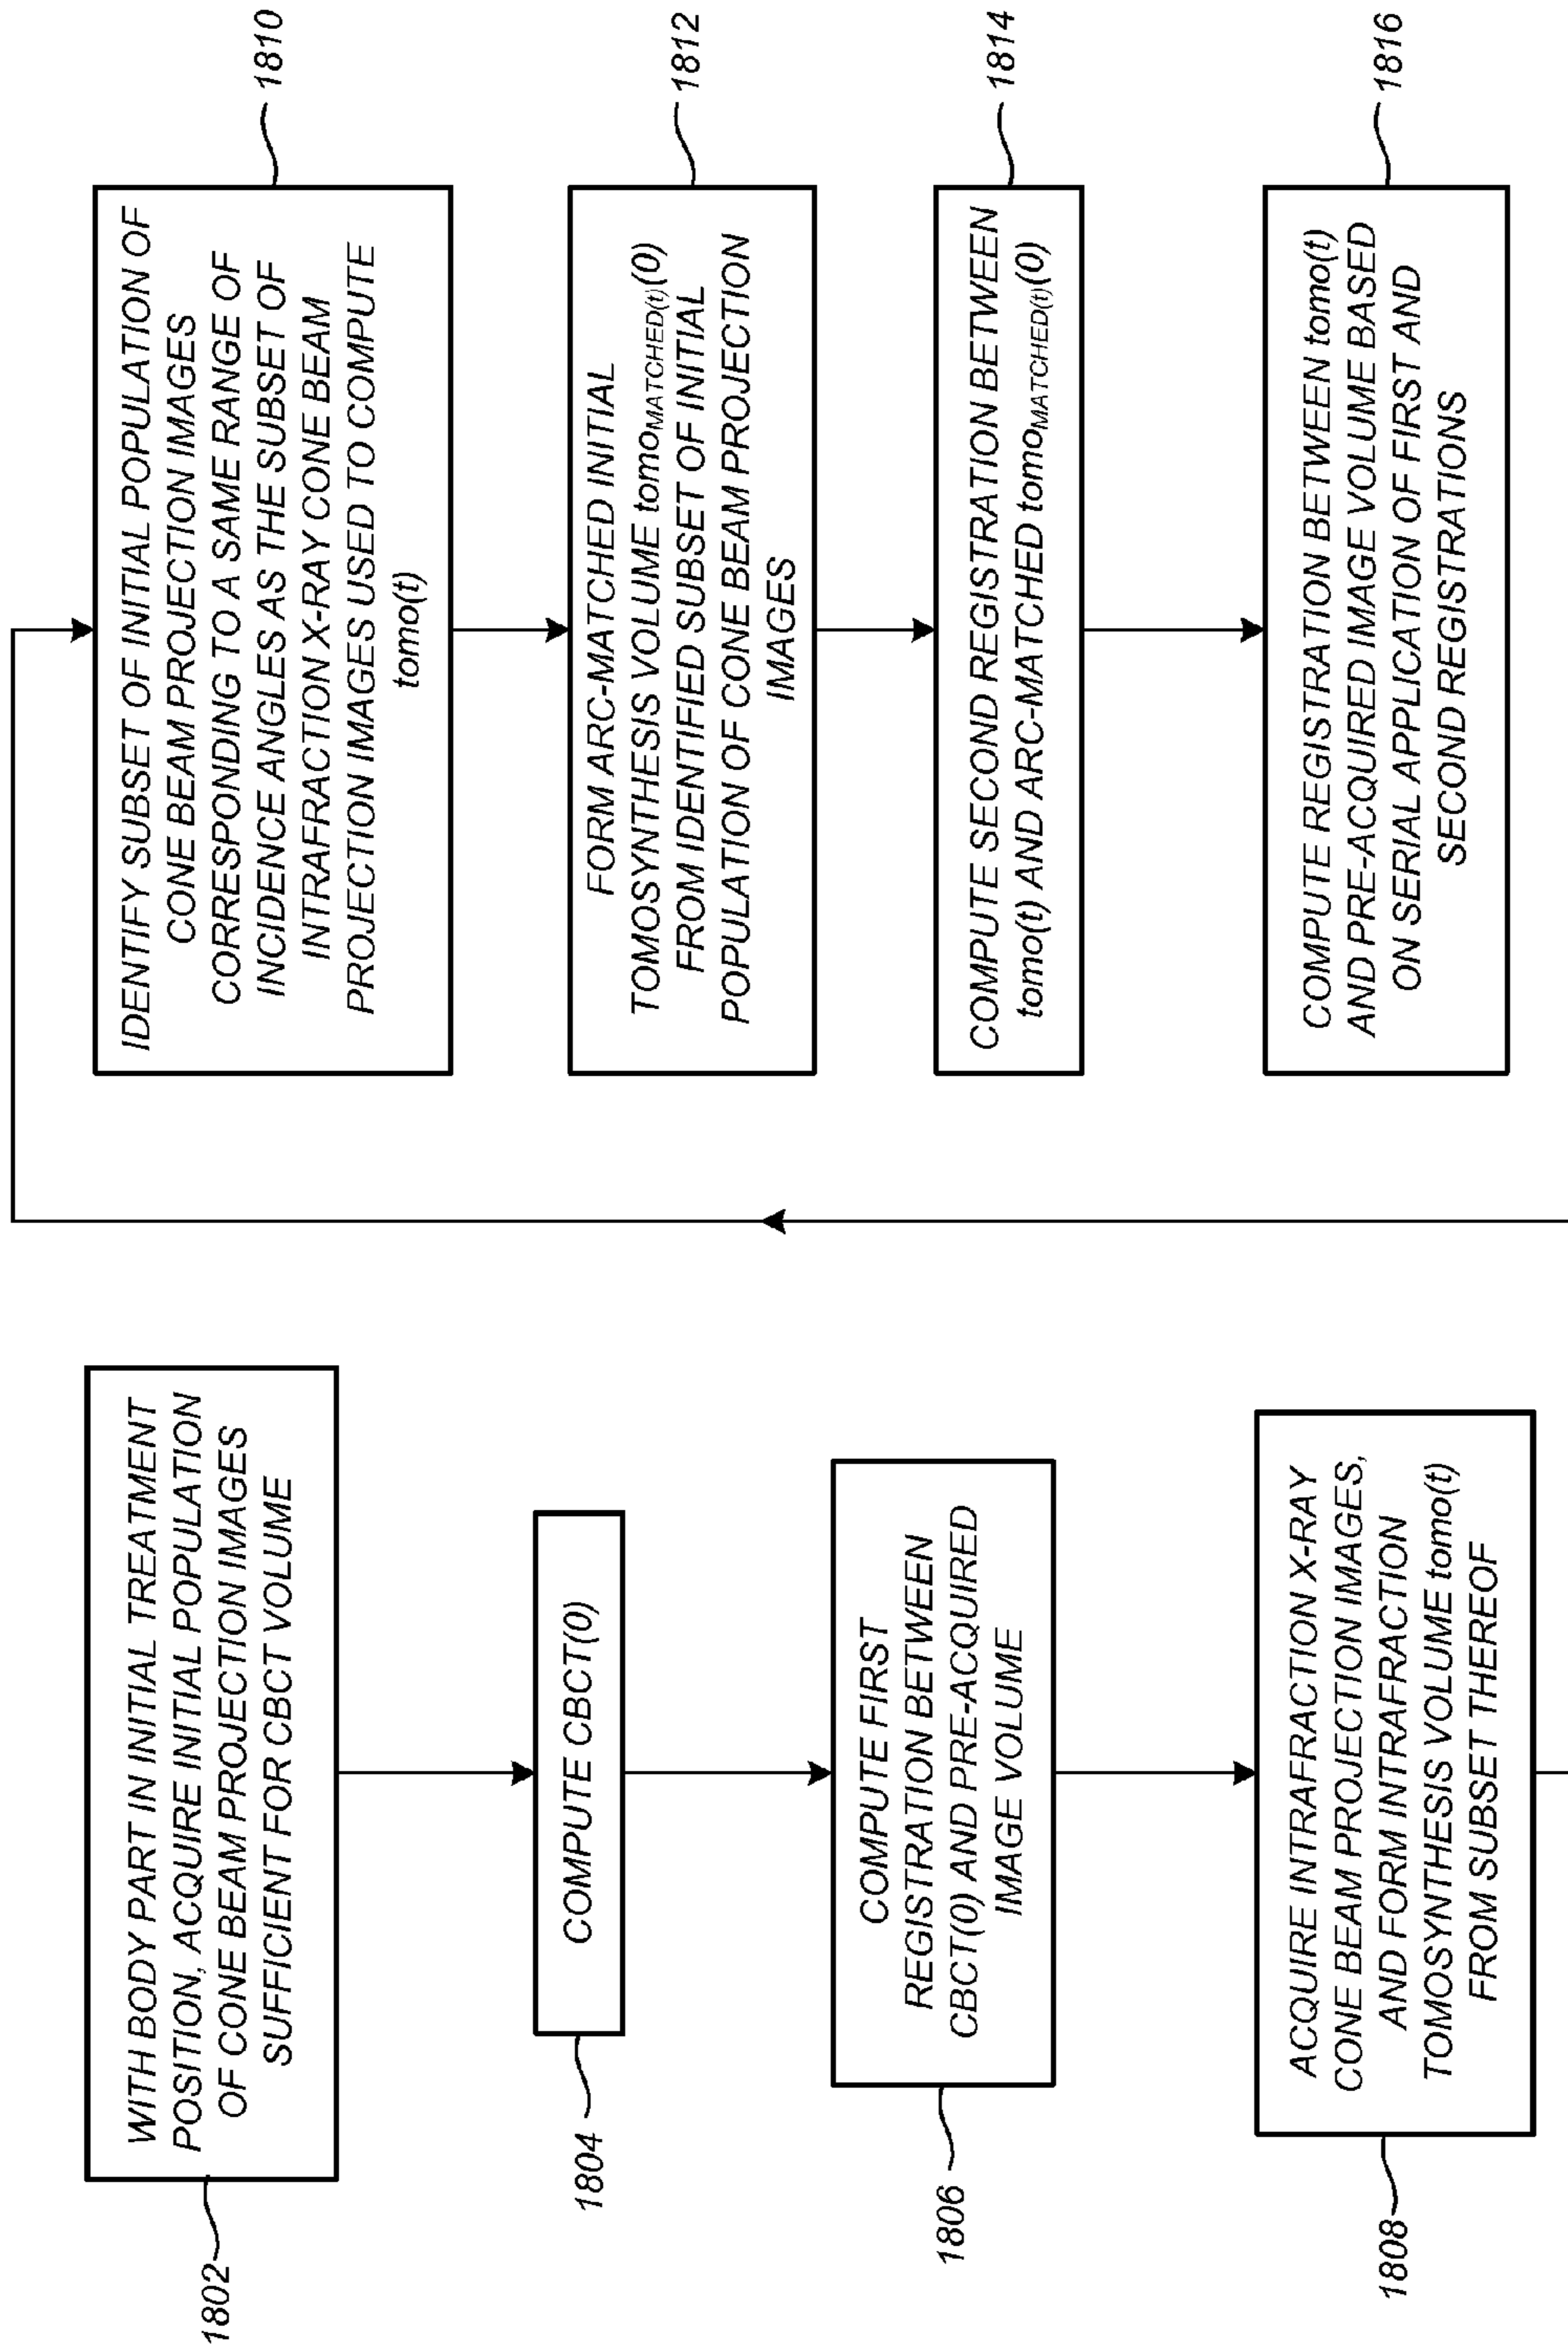 1802
WITH BODY PART IN INITIAL TREATMENT
POSITION, ACQUIRE INITIAL POPULATION
OF CONE BEAM PROJECTION IMAGES
SUFFICIENT FOR CBCT VOLUME
1804
COMPUTE CBCT(0)
1806
COMPUTE FIRST
REGISTRATION BETWEEN
CBCT(0) AND PRE-ACQUIRED
IMAGE VOLUME
1808
ACQUIRE INTRAFRACTION X-RAY
CONE BEAM PROJECTION IMAGES,
AND FORM INTRAFRACTION
TOMOSYNTHESIS VOLUME tomo(t)
FROM SUBSET THEREOF
IDENTIFY SUBSET OF INITIAL POPULATION OF
CONE BEAM PROJECTION IMAGES
CORRESPONDING TO A SAME RANGE OF
INCIDENCE ANGLES AS THE SUBSET OF
INTRAFRACTION X-RAY CONE BEAM
PROJECTION IMAGES USED TO COMPUTE
tomo(t)
1810
FORM ARC-MATCHED INITIAL
TOMOSYNTHESIS VOLUME tomoMATCHED(t)(0)
FROM IDENTIFIED SUBSET OF INITIAL
POPULATION OF CONE BEAM PROJECTION
IMAGES
1812
COMPUTE SECOND REGISTRATION BETWEEN
tomo(t) AND ARC-MATCHED tomoMATCHED(t)(0)
1814
COMPUTE REGISTRATION BETWEEN tomo(t)
AND PRE-ACQUIRED IMAGE VOLUME BASED
ON SERIAL APPLICATION OF FIRST AND
SECOND REGISTRATIONS
1816